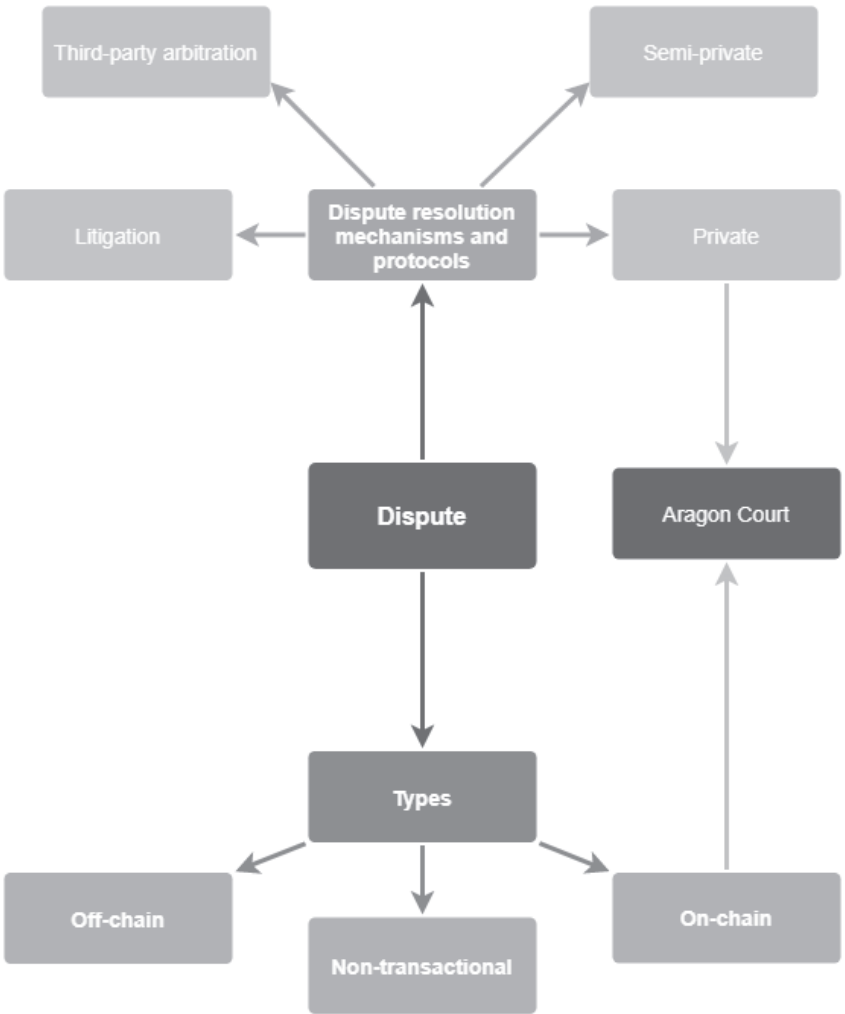 Third-party arbitration
Semi-private
Litigation
Dispute resolution
mechanisms and
protocols
Private
Dispute
Aragon Court
Types
Off-chain
Non-transactional
On-chain